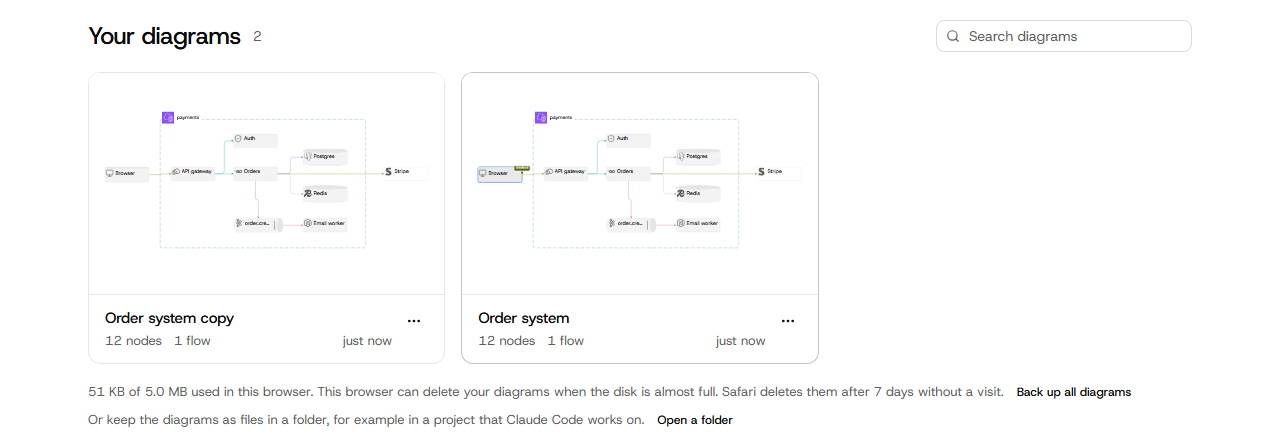 Your diagrams 2
Search diagrams
payments
Auth
Browser
API gateway
Orders
Postgres
Redis
Stripe
order.cre...
Email worker
payments
Auth
Browser
API gateway
Orders
Postgres
Redis
Stripe
order.cre...
Email worker
Order system copy
12 nodes 1 flow just now
Order system
12 nodes 1 flow just now
51 KB of 5.0 MB used in this browser. This browser can delete your diagrams when the disk is almost full. Safari deletes them after 7 days without a visit. Back up all diagrams
Or keep the diagrams as files in a folder, for example in a project that Claude Code works on. Open a folder